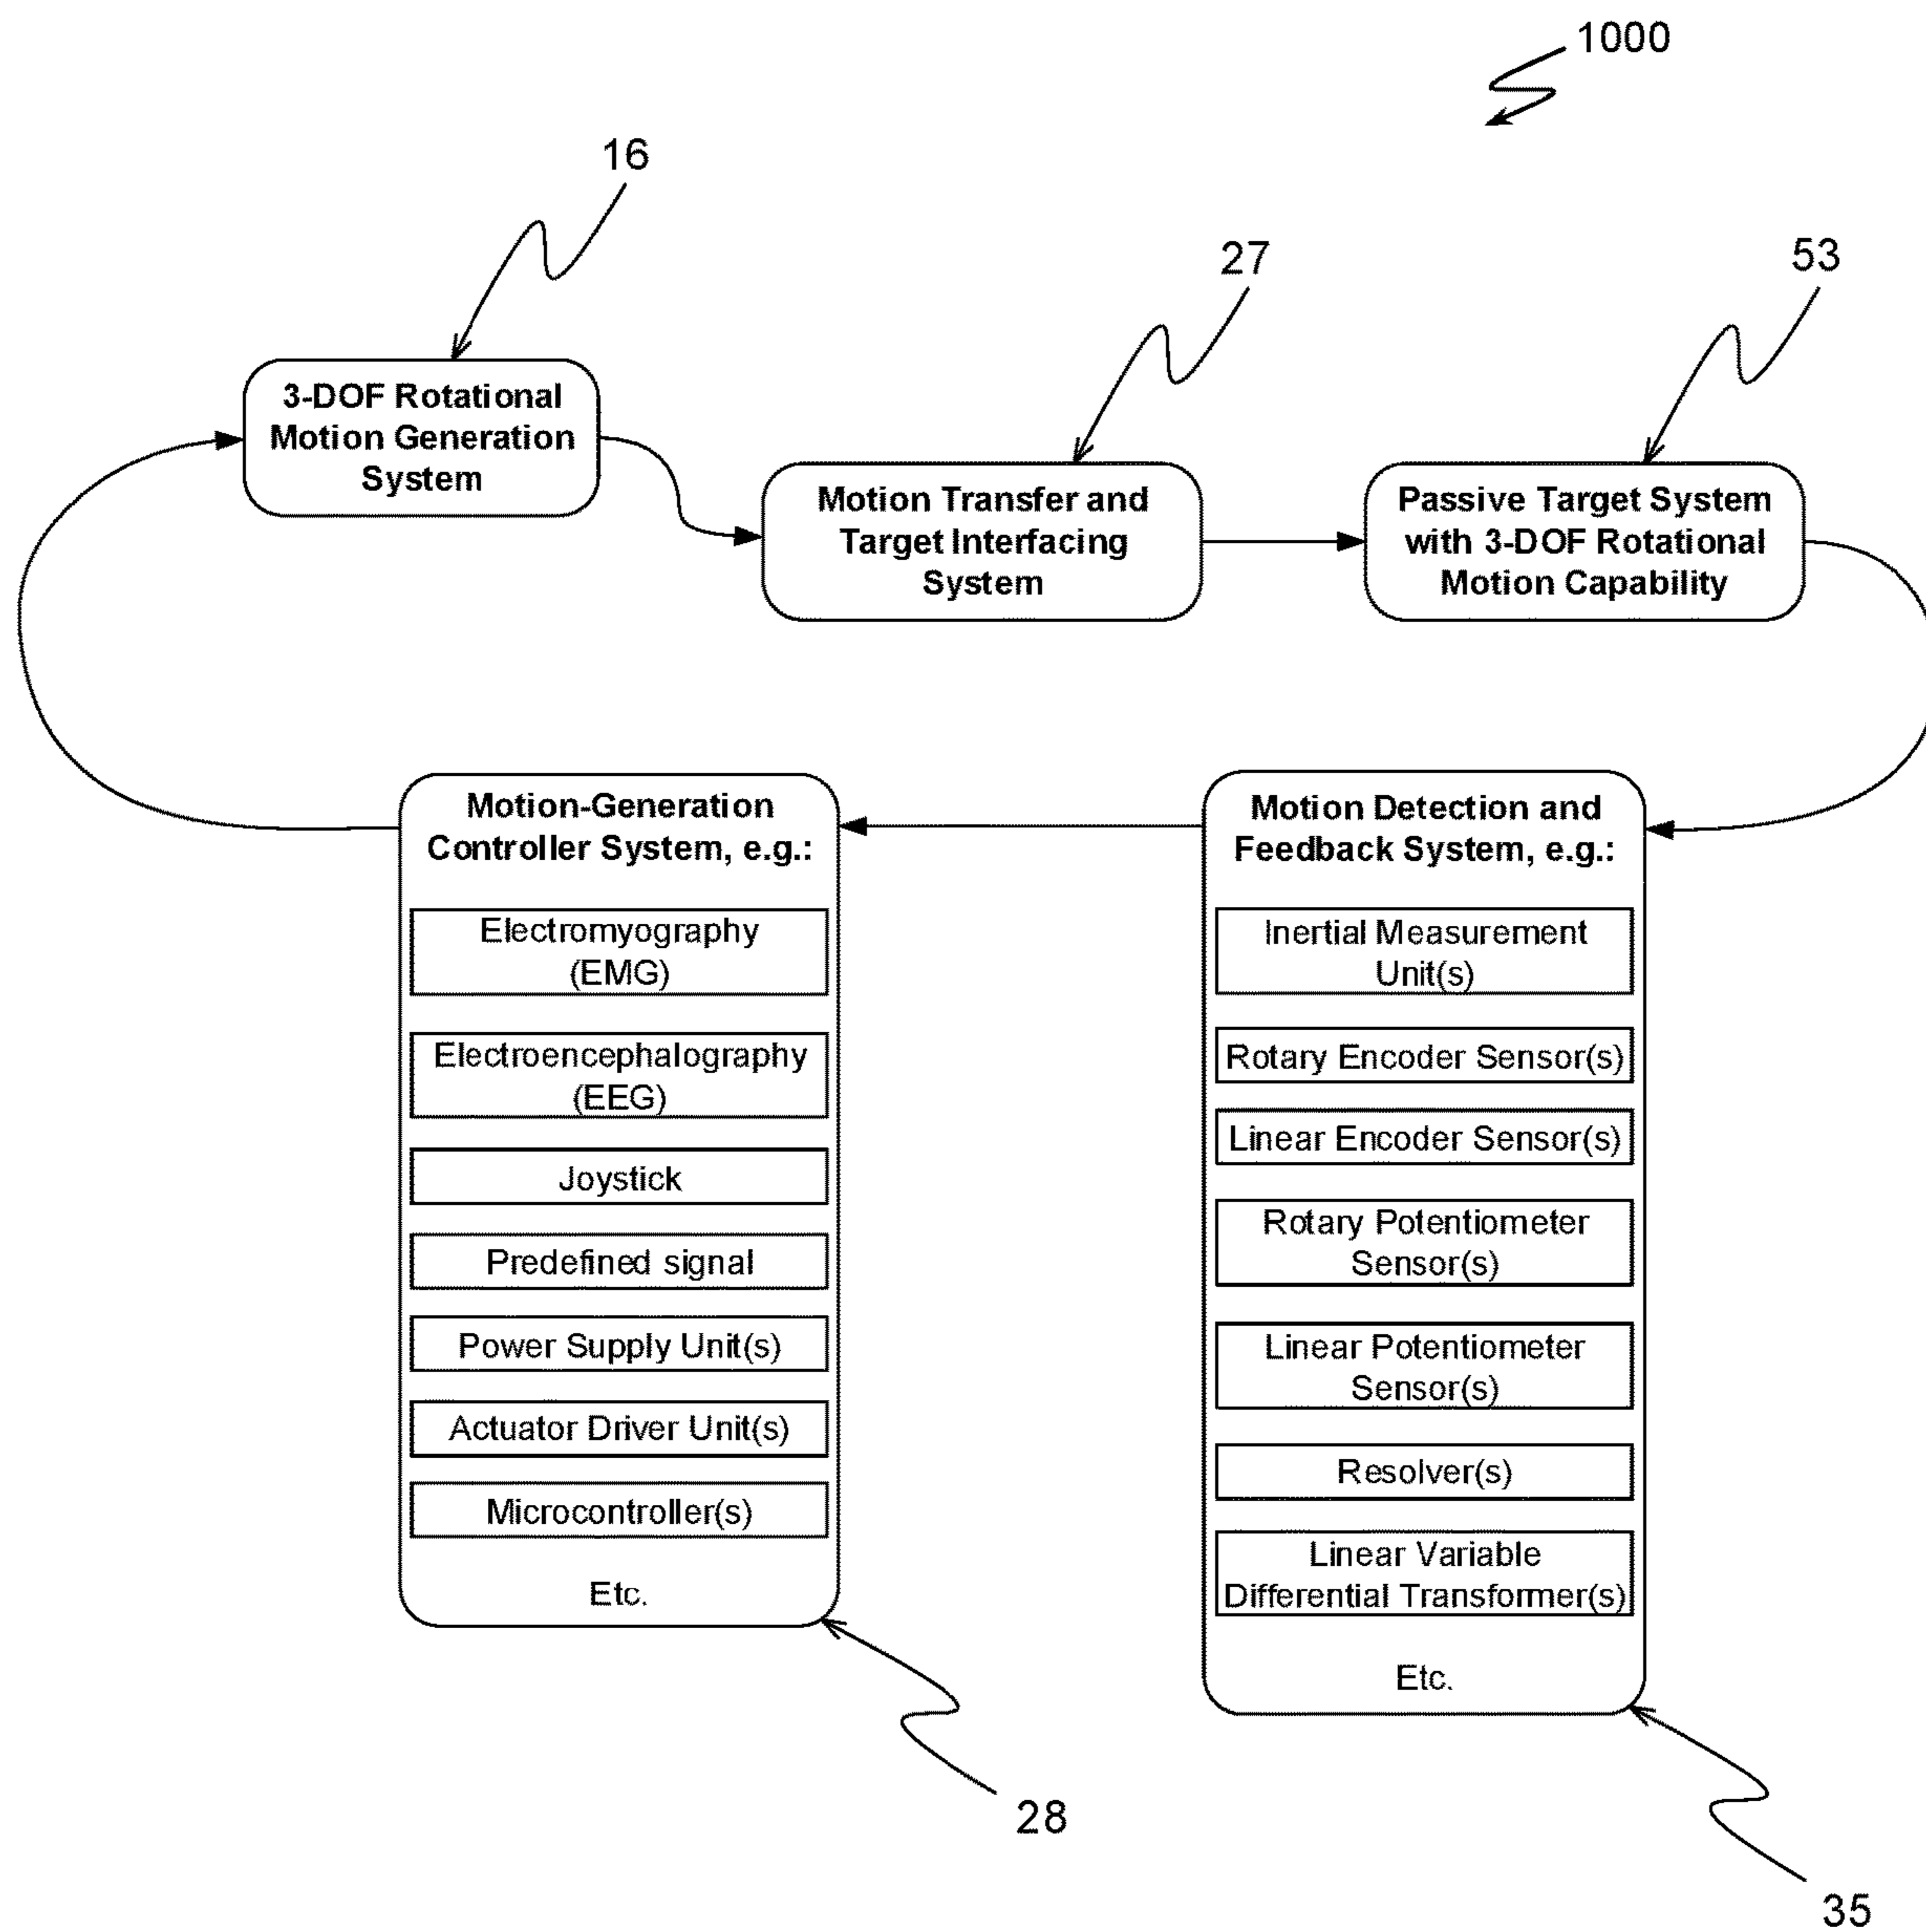 1000
16
27
53
3-DOF Rotational
Motion Generation
System
Motion Transfer and
Target Interfacing
System
Passive Target System
with 3-DOF Rotational
Motion Capability
Motion-Generation
Controller System, e.g.:
Electromyography
(EMG)
Electroencephalography
(EEG)
Joystick
Predefined signal
Power Supply Unit(s)
Actuator Driver Unit(s)
Microcontroller(s)
Etc.
28
Motion Detection and
Feedback System, e.g.:
Inertial Measurement
Unit(s)
Rotary Encoder Sensor(s)
Linear Encoder Sensor(s)
Rotary Potentiometer
Sensor(s)
Linear Potentiometer
Sensor(s)
Resolver(s)
Linear Variable
Differential Transformer(s)
Etc.
35